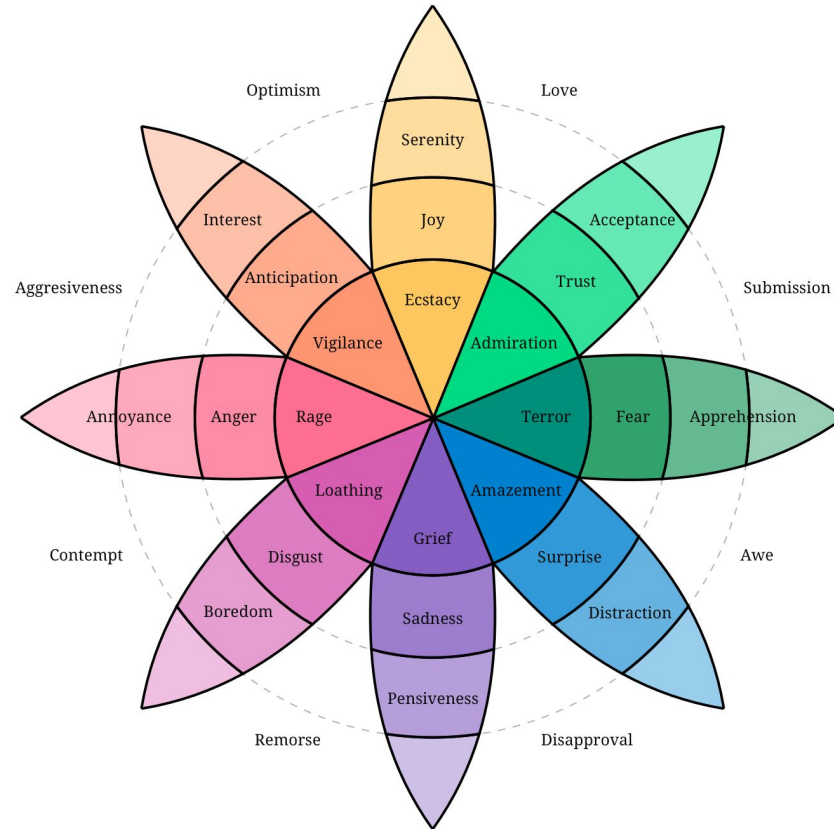 Optimism
Love
Serenity
Interest
Joy
Acceptance
Anticipation
Trust
Aggresiveness
Submission
Ecstacy
Vigilance
Admiration
Annoyance
Anger
Rage
Terror
Fear
Apprehension
Loathing
Amazement
Grief
Contempt
Disgust
Surprise
Awe
Boredom
Sadness
Distraction
Pensiveness
Remorse
Disapproval